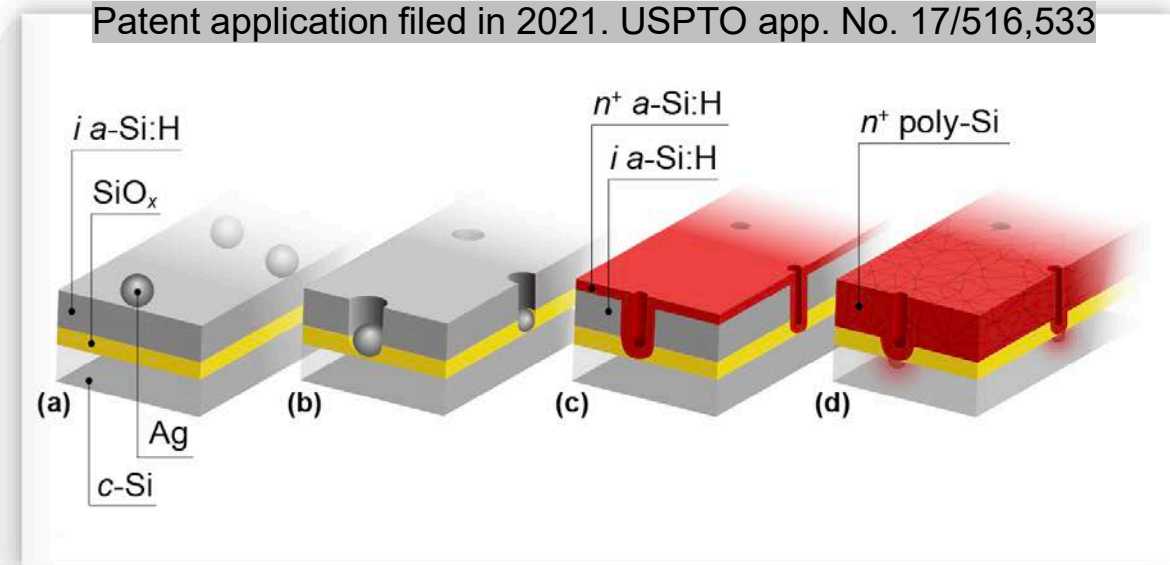 Patent application filed in 2021. USPTO app. No. 17/516,533
i a-Si:H
SiOx
(a)
Ag
c-Si
(b)
n+ a-Si:H
i a-Si:H
(c)
n+ poly-Si
(d)